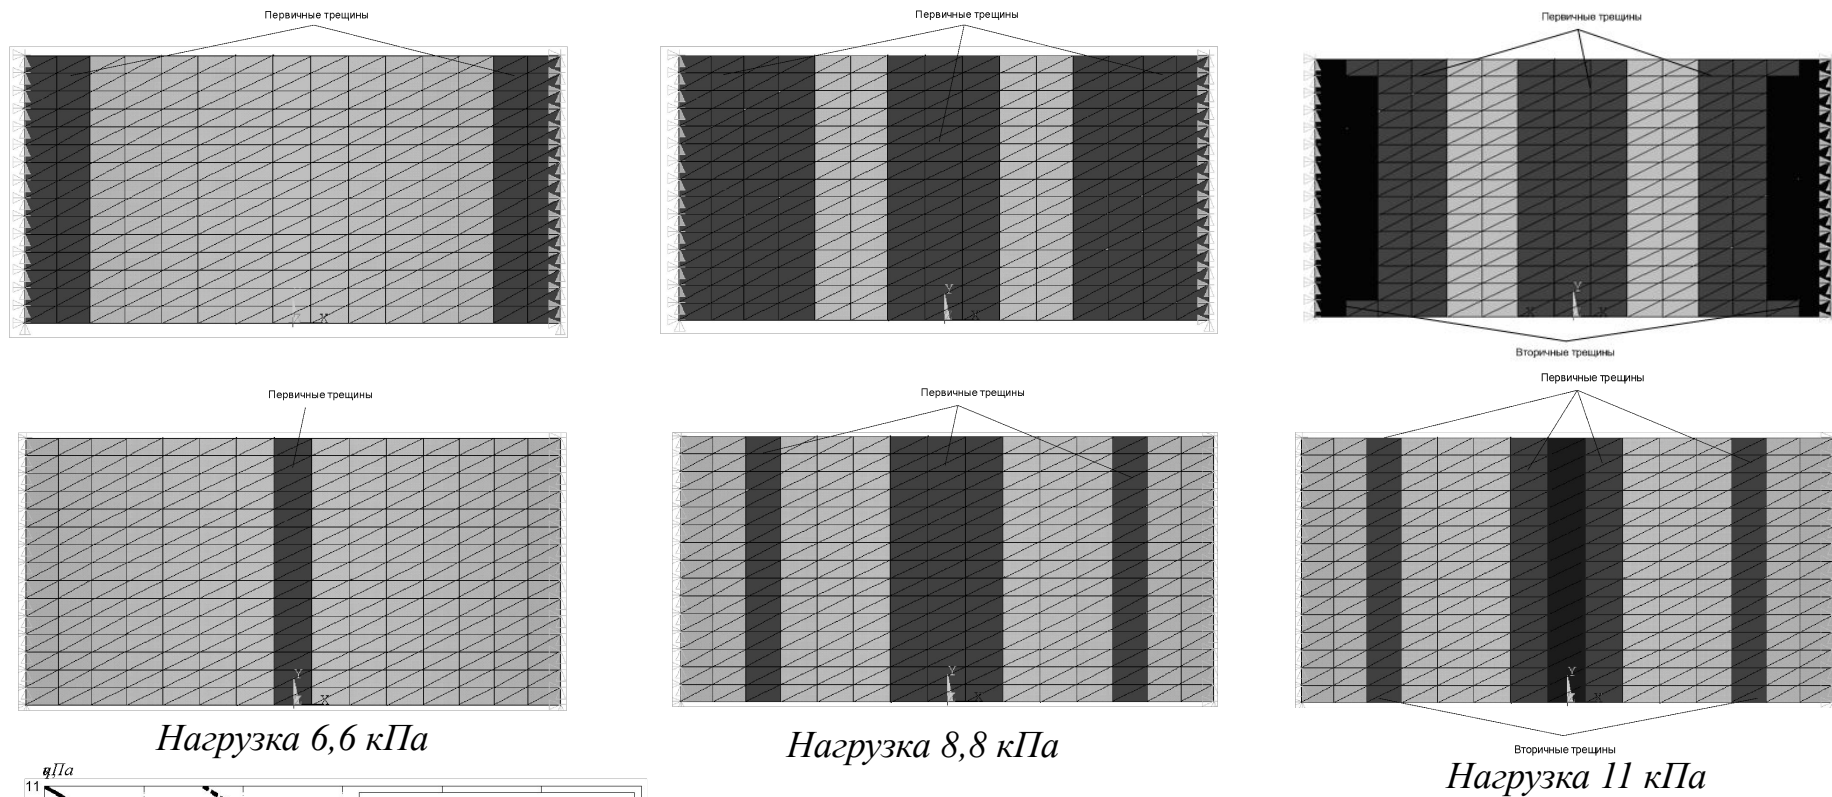 Первичные трещины
Первичные трещины
Первичные трещины
X
Y
X
Y
X
X
Вторичные трещины
Первичные трещины
Первичные трещины
Первичные трещины
Y
X
Y
X
Y
X
Нагрузка 6,6 кПа
Нагрузка 8,8 кПа
Вторичные трещины
Нагрузка 11 кПа
11